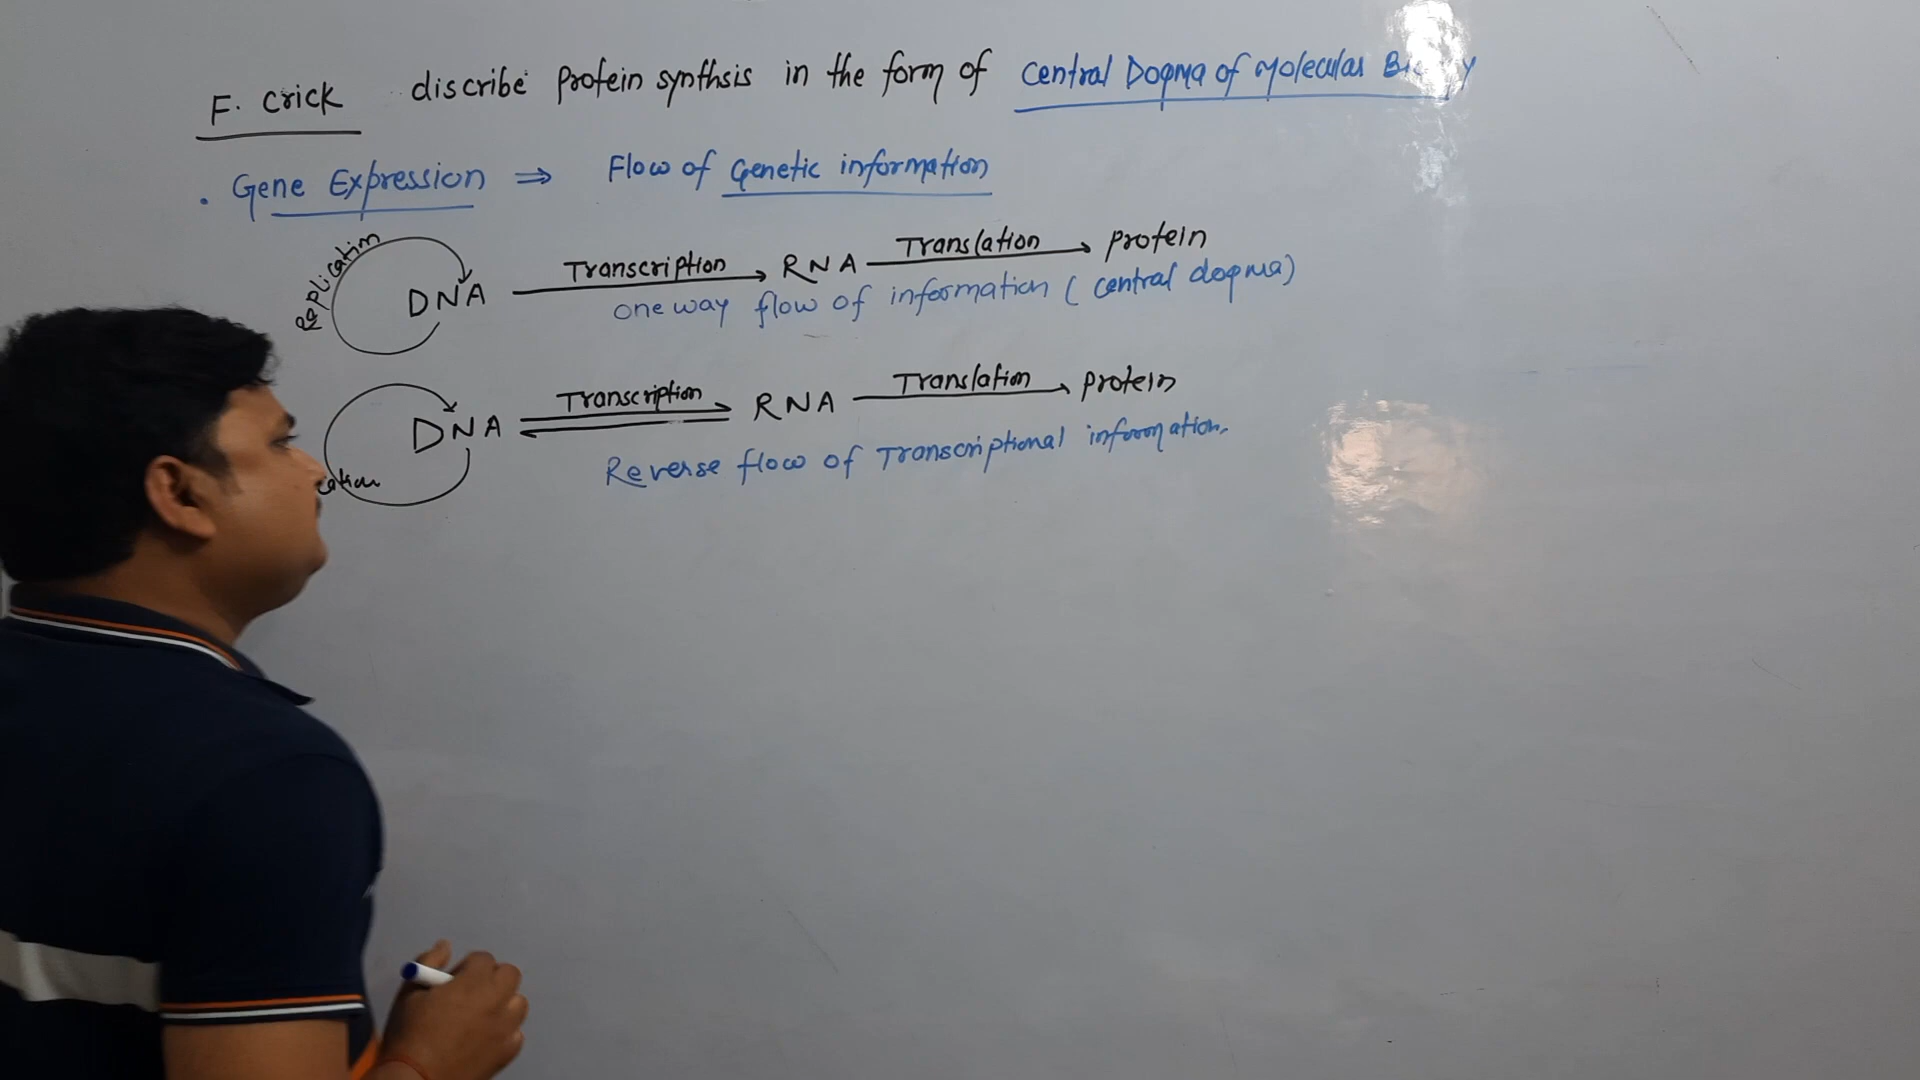 F. Crick discribe protein synthsis in the form of Central Dogma of Molecular
. Gene Expression ⇒ Flow of Genetic information
Replication
DNA Transcription RNA Translation protein
one way flow of information (central dogma)
DNA Transcription RNA Translation protein
Reverse flow of Transcriptional information.